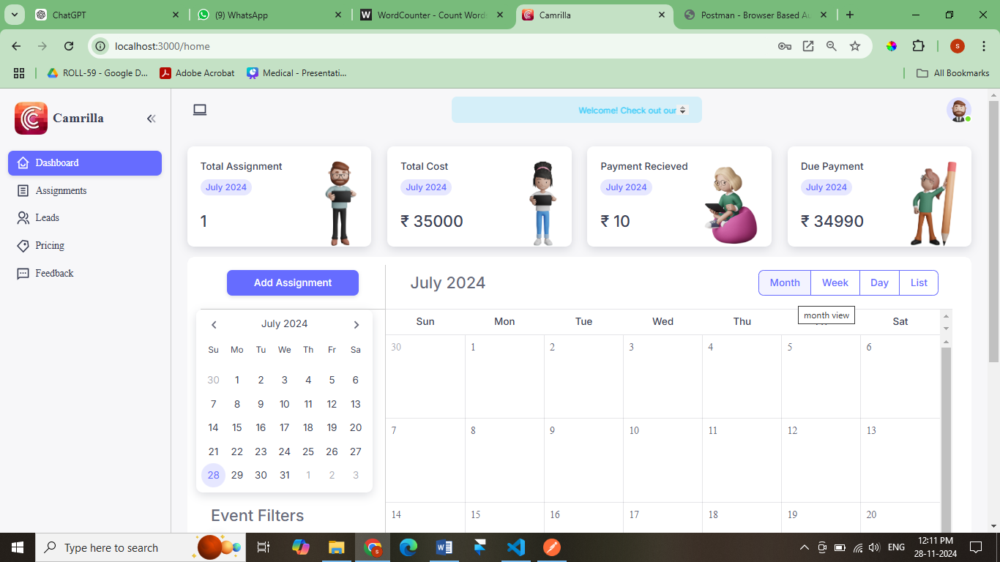 ChatGPT
(9) WhatsApp
WordCounter - Count Words
Camrilla
Postman - Browser Based Au
localhost:3000/home
S
ROLL-59 - Google D...
Adobe Acrobat
Medical - Presentati...
All Bookmarks
Camrilla
Welcome! Check out our
Dashboard
Assignments
Leads
Pricing
Feedback
Total Assignment
July 2024
1
Total Cost
July 2024
₹ 35000
Payment Recieved
July 2024
₹ 10
Due Payment
July 2024
₹ 34990
Add Assignment
July 2024
Su Mo Tu We Th Fr Sa
30 1 2 3 4 5 6
7 8 9 10 11 12 13
14 15 16 17 18 19 20
21 22 23 24 25 26 27
28 29 30 31 1 2 3
Event Filters
July 2024
Month Week Day List
month view
Sun Mon Tue Wed Thu Sat
30 1 2 3 4 5 6
7 8 9 10 11 12 13
14 15 16 17 18 19 20
Type here to search
ENG
12:11 PM
28-11-2024